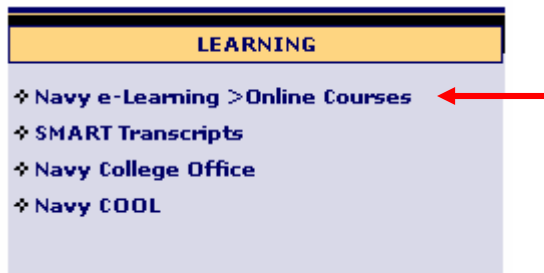 LEARNING
Navy e-Learning >Online Courses
SMART Transcripts
Navy College Office
Navy COOL